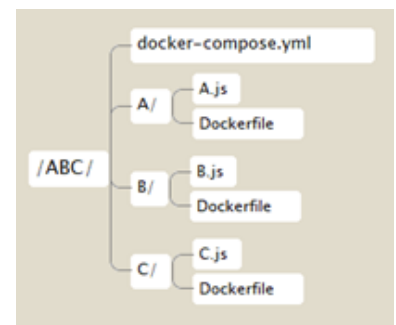 docker-compose.yml
A.js
A/
Dockerfile
B.js
/ABC/
B/
Dockerfile
C.js
C/
Dockerfile